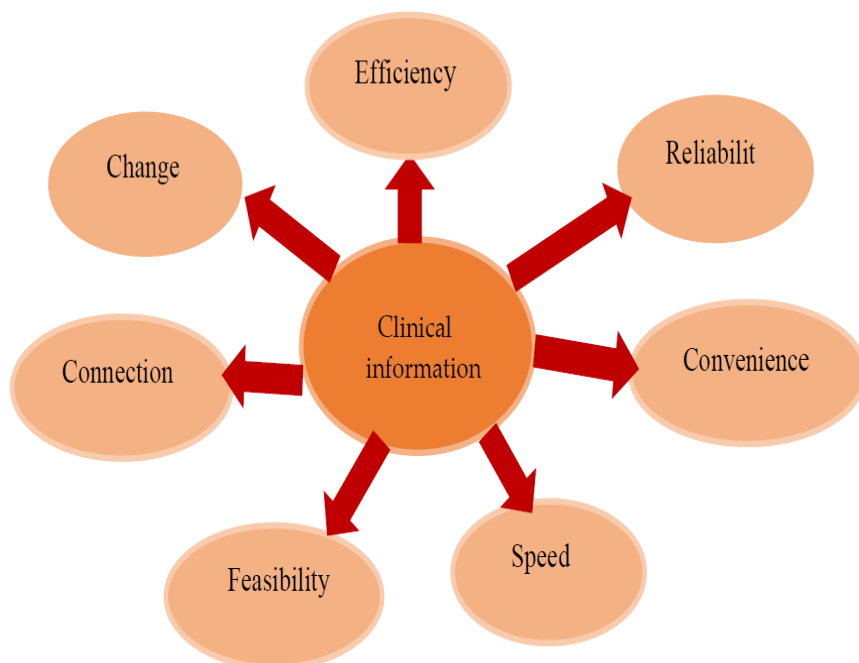 Efficiency
Change
Reliabilit
Clinical
information
Connection
Convenience
Feasibility
Speed